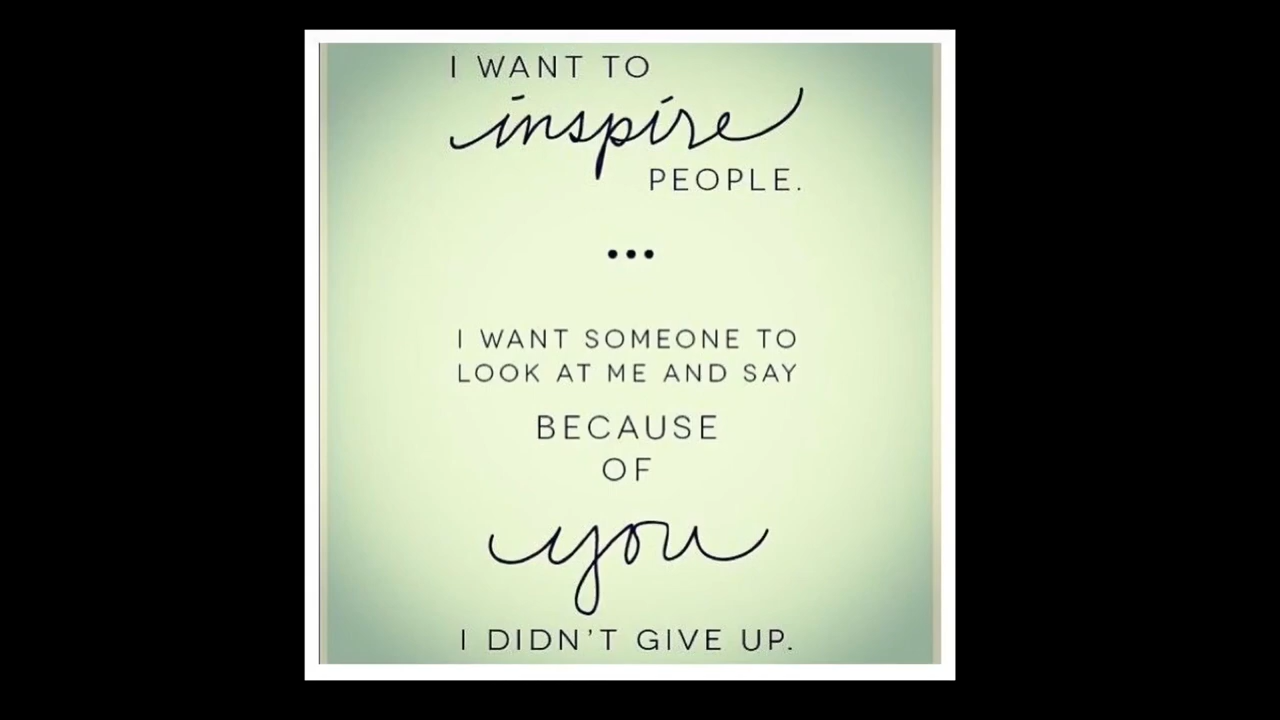 I WANT TO
inspire
PEOPLE.
...
I WANT SOMEONE TO
LOOK AT ME AND SAY
BECAUSE
OF
you
I DIDN'T GIVE UP.